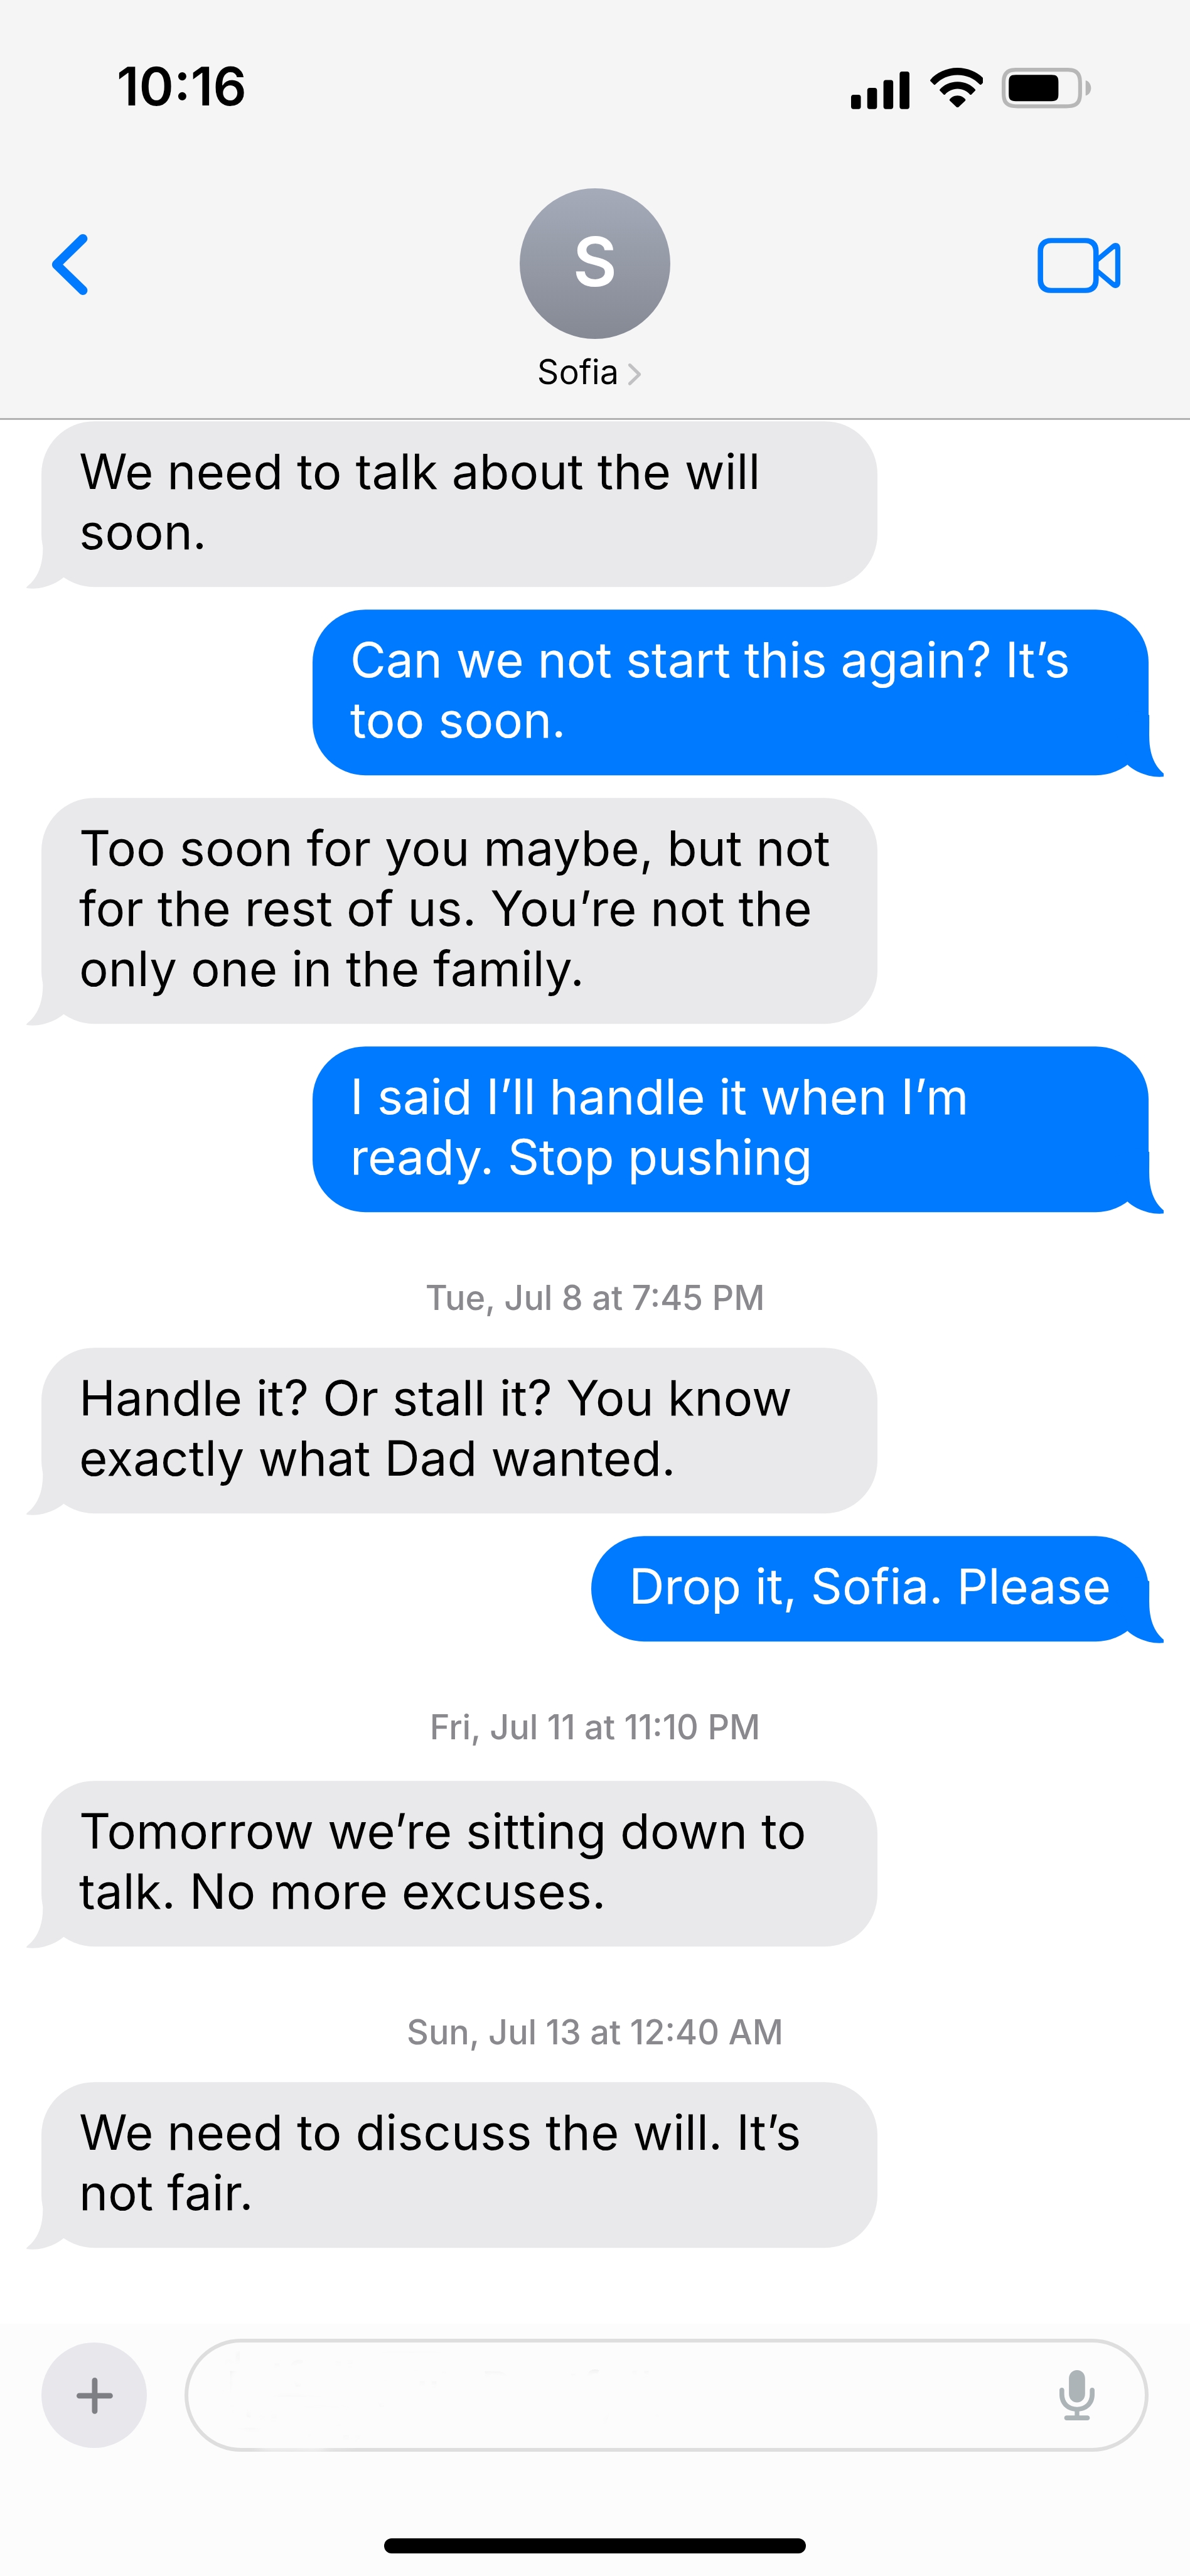 10:16
S
Sofia
We need to talk about the will
soon.
Can we not start this again? It’s
too soon.
Too soon for you maybe, but not
for the rest of us. You’re not the
only one in the family.
I said I’ll handle it when I’m
ready. Stop pushing
Tue, Jul 8 at 7:45 PM
Handle it? Or stall it? You know
exactly what Dad wanted.
Drop it, Sofia. Please
Fri, Jul 11 at 11:10 PM
Tomorrow we’re sitting down to
talk. No more excuses.
Sun, Jul 13 at 12:40 AM
We need to discuss the will. It’s
not fair.